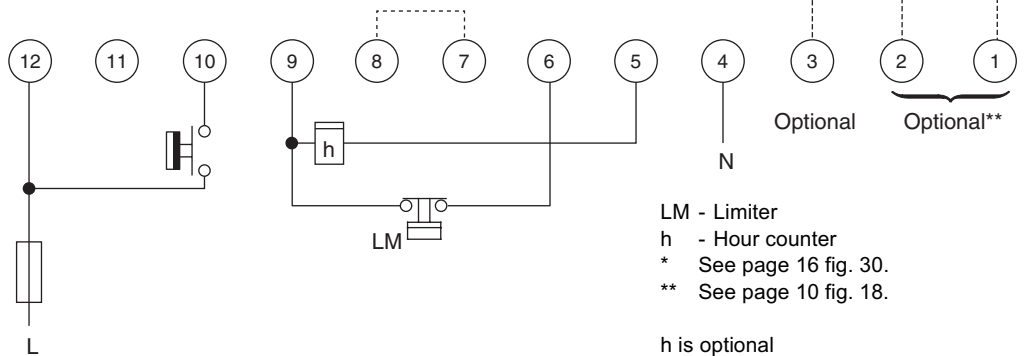 12 11 10 9 8 7 6 5 4 3 2 1
Optional Optional**
h
N
LM
LM - Limiter
h - Hour counter
* See page 16 fig. 30.
** See page 10 fig. 18.
L
h is optional